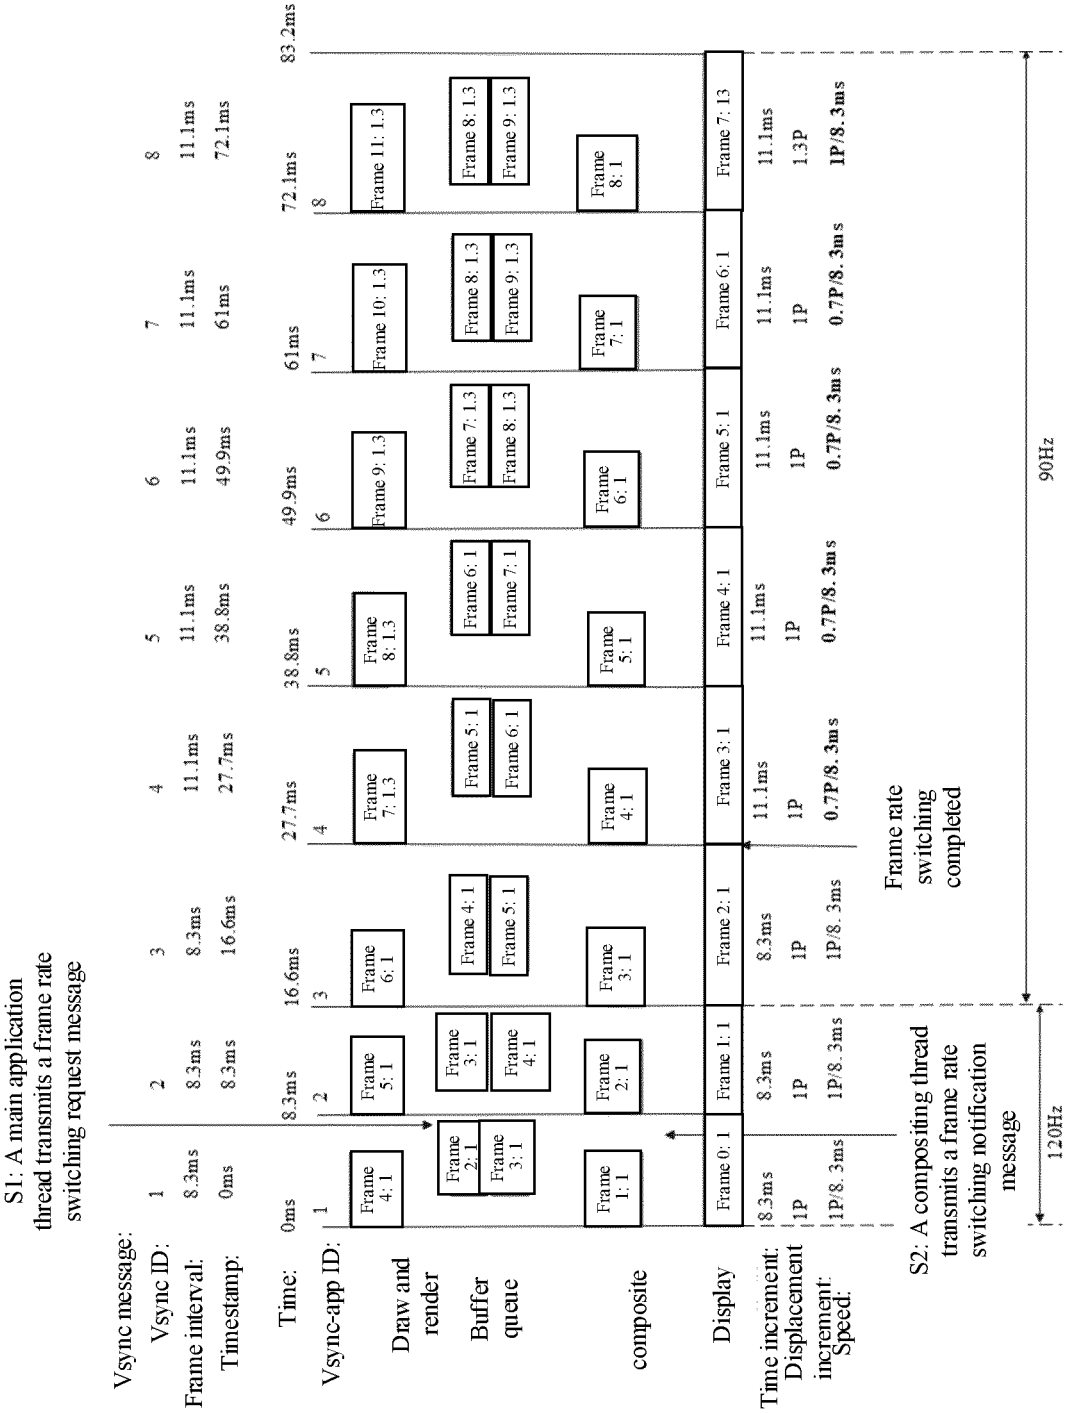 S1: A main application
thread transmits a frame rate
switching request message
Vsync message:
Vsync ID: 1 2 3 4 5 6 7 8
Frame interval: 8.3ms 8.3ms 8.3ms 11.1ms 11.1ms 11.1ms 11.1ms 11.1ms
Timestamp: 0ms 8.3ms 16.6ms 27.7ms 38.8ms 49.9ms 61ms 72.1ms
Time: 0ms 8.3ms 16.6ms 27.7ms 38.8ms 49.9ms 61ms 72.1ms 83.2ms
Vsync-app ID: 1 2 3 4 5 6 7 8
Draw and
render
Frame
4: 1
Frame
5: 1
Frame
6: 1
Frame
7: 1.3
Frame
8: 1.3
Frame 9: 1.3
Frame 10: 1.3
Frame 11: 1.3
Buffer
queue
Frame
2: 1
Frame
3: 1
Frame
3: 1
Frame
4: 1
Frame 4: 1
Frame 5: 1
Frame 5: 1
Frame 6: 1
Frame 6: 1
Frame 7: 1
Frame 7: 1.3
Frame 8: 1.3
Frame 8: 1.3
Frame 9: 1.3
Frame 8: 1.3
Frame 9: 1.3
composite
Frame
1: 1
Frame
2: 1
Frame
3: 1
Frame
4: 1
Frame
5: 1
Frame
6: 1
Frame
7: 1
Frame
8: 1
Display Frame 0: 1 Frame 1: 1 Frame 2: 1 Frame 3: 1 Frame 4: 1 Frame 5: 1 Frame 6: 1 Frame 7: 13
Time increment: 8.3ms 8.3ms 8.3ms 11.1ms 11.1ms 11.1ms 11.1ms 11.1ms
Displacement
increment:
1P 1P 1P 1P 1P 1P 1P 1.3P
Speed: 1P/8.3ms 1P/8.3ms 1P/8.3ms 0.7P/8.3ms 0.7P/8.3ms 0.7P/8.3ms 0.7P/8.3ms 1P/8.3ms
S2: A compositing thread
transmits a frame rate
switching notification
message
Frame rate
switching
completed
120Hz 90Hz